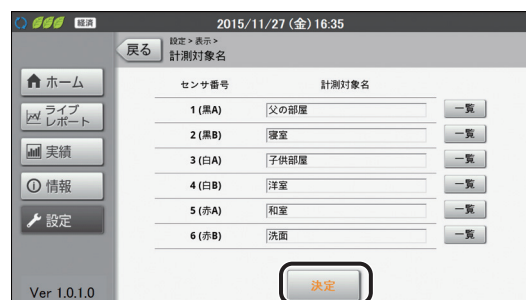 経済
2015/11/27 (金) 16:35
戻る
設定 > 表示 >
計測対象名
ホーム
ライブ
レポート
実績
情報
設定
Ver 1.0.1.0
センサ番号 計測対象名
1 (黒A) 父の部屋 一覧
2 (黒B) 寝室 一覧
3 (白A) 子供部屋 一覧
4 (白B) 洋室 一覧
5 (赤A) 和室 一覧
6 (赤B) 洗面 一覧
決定